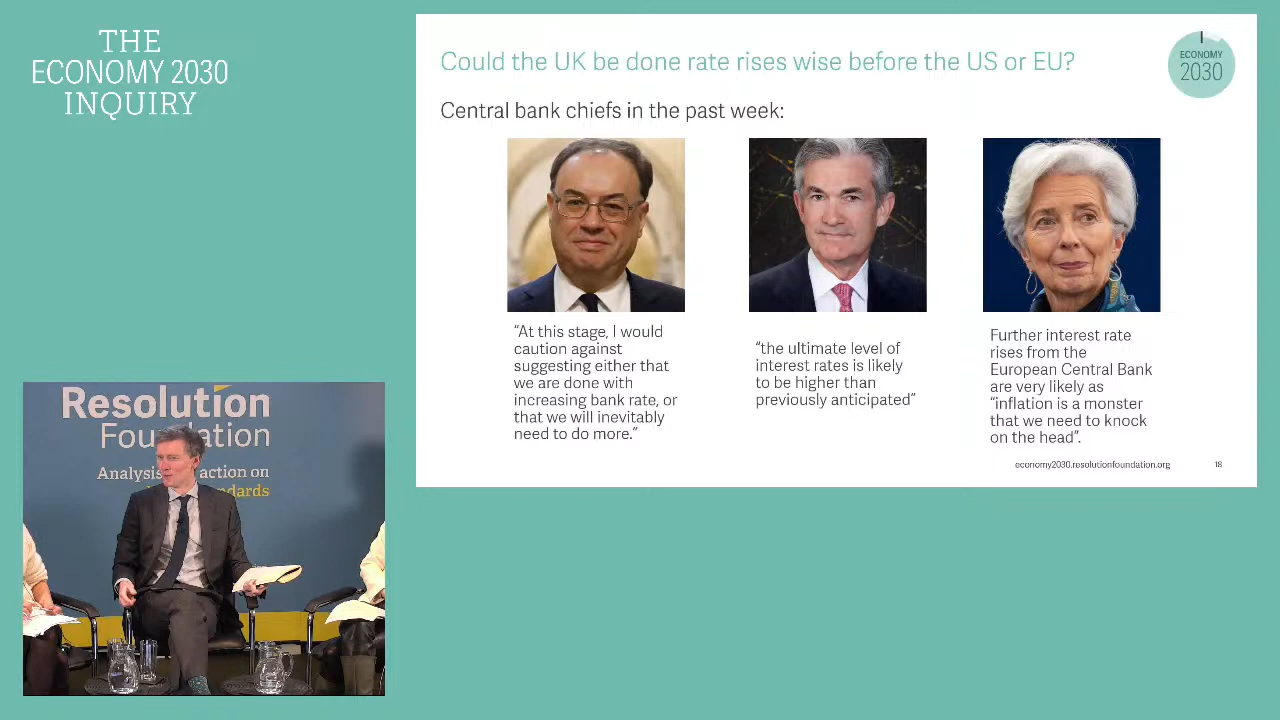 THE
ECONOMY 2030
INQUIRY
Could the UK be done rate rises wise before the US or EU?
ECONOMY
2030
Central bank chiefs in the past week:
“At this stage, I would
caution against
suggesting either that
we are done with
increasing bank rate, or
that we will inevitably
need to do more.”
“the ultimate level of
interest rates is likely
to be higher than
previously anticipated”
Further interest rate
rises from the
European Central Bank
are very likely as
“inflation is a monster
that we need to knock
on the head”.
economy2030.resolutionfoundation.org
18
Resolution
Foundation
Analysis action on